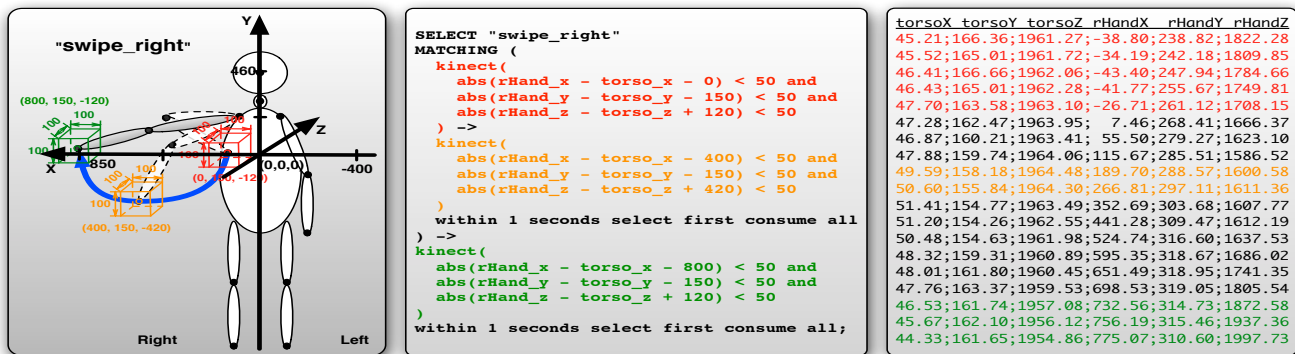 Y
"swipe_right"
460
(800, 150, -120)
100
100
100
Z
100
100
100
X
850
(0,0,0)
-400
(0, 150, -120)
100
100
100
(400, 150, -420)
Right
Left
SELECT "swipe_right"
MATCHING (
kinect(
abs(rHand_x - torso_x - 0) < 50 and
abs(rHand_y - torso_y - 150) < 50 and
abs(rHand_z - torso_z + 120) < 50
) ->
kinect(
abs(rHand_x - torso_x - 400) < 50 and
abs(rHand_y - torso_y - 150) < 50 and
abs(rHand_z - torso_z + 420) < 50
)
within 1 seconds select first consume all
) ->
kinect(
abs(rHand_x - torso_x - 800) < 50 and
abs(rHand_y - torso_y - 150) < 50 and
abs(rHand_z - torso_z + 120) < 50
)
within 1 seconds select first consume all;
torsoX torsoY torsoZ rHandX rHandY rHandZ
45.21;166.36;1961.27;-38.80;238.82;1822.28
45.52;165.01;1961.72;-34.19;242.18;1809.85
46.41;166.66;1962.06;-43.40;247.94;1784.66
46.43;165.01;1962.28;-41.77;255.67;1749.81
47.70;163.58;1963.10;-26.71;261.12;1708.15
47.28;162.47;1963.95; 7.46;268.41;1666.37
46.87;160.21;1963.41; 55.50;279.27;1623.10
47.88;159.74;1964.06;115.67;285.51;1586.52
49.59;158.18;1964.48;189.70;288.57;1600.58
50.60;155.84;1964.30;266.81;297.11;1611.36
51.41;154.77;1963.49;352.69;303.68;1607.77
51.20;154.26;1962.55;441.28;309.47;1612.19
50.48;154.63;1961.98;524.74;316.60;1637.53
48.32;159.31;1960.89;595.35;318.67;1686.02
48.01;161.80;1960.45;651.49;318.95;1741.35
47.76;163.37;1959.53;698.53;319.05;1805.54
46.53;161.74;1957.08;732.56;314.73;1872.58
45.67;162.10;1956.12;756.19;315.46;1937.36
44.33;161.65;1954.86;775.07;310.60;1997.73